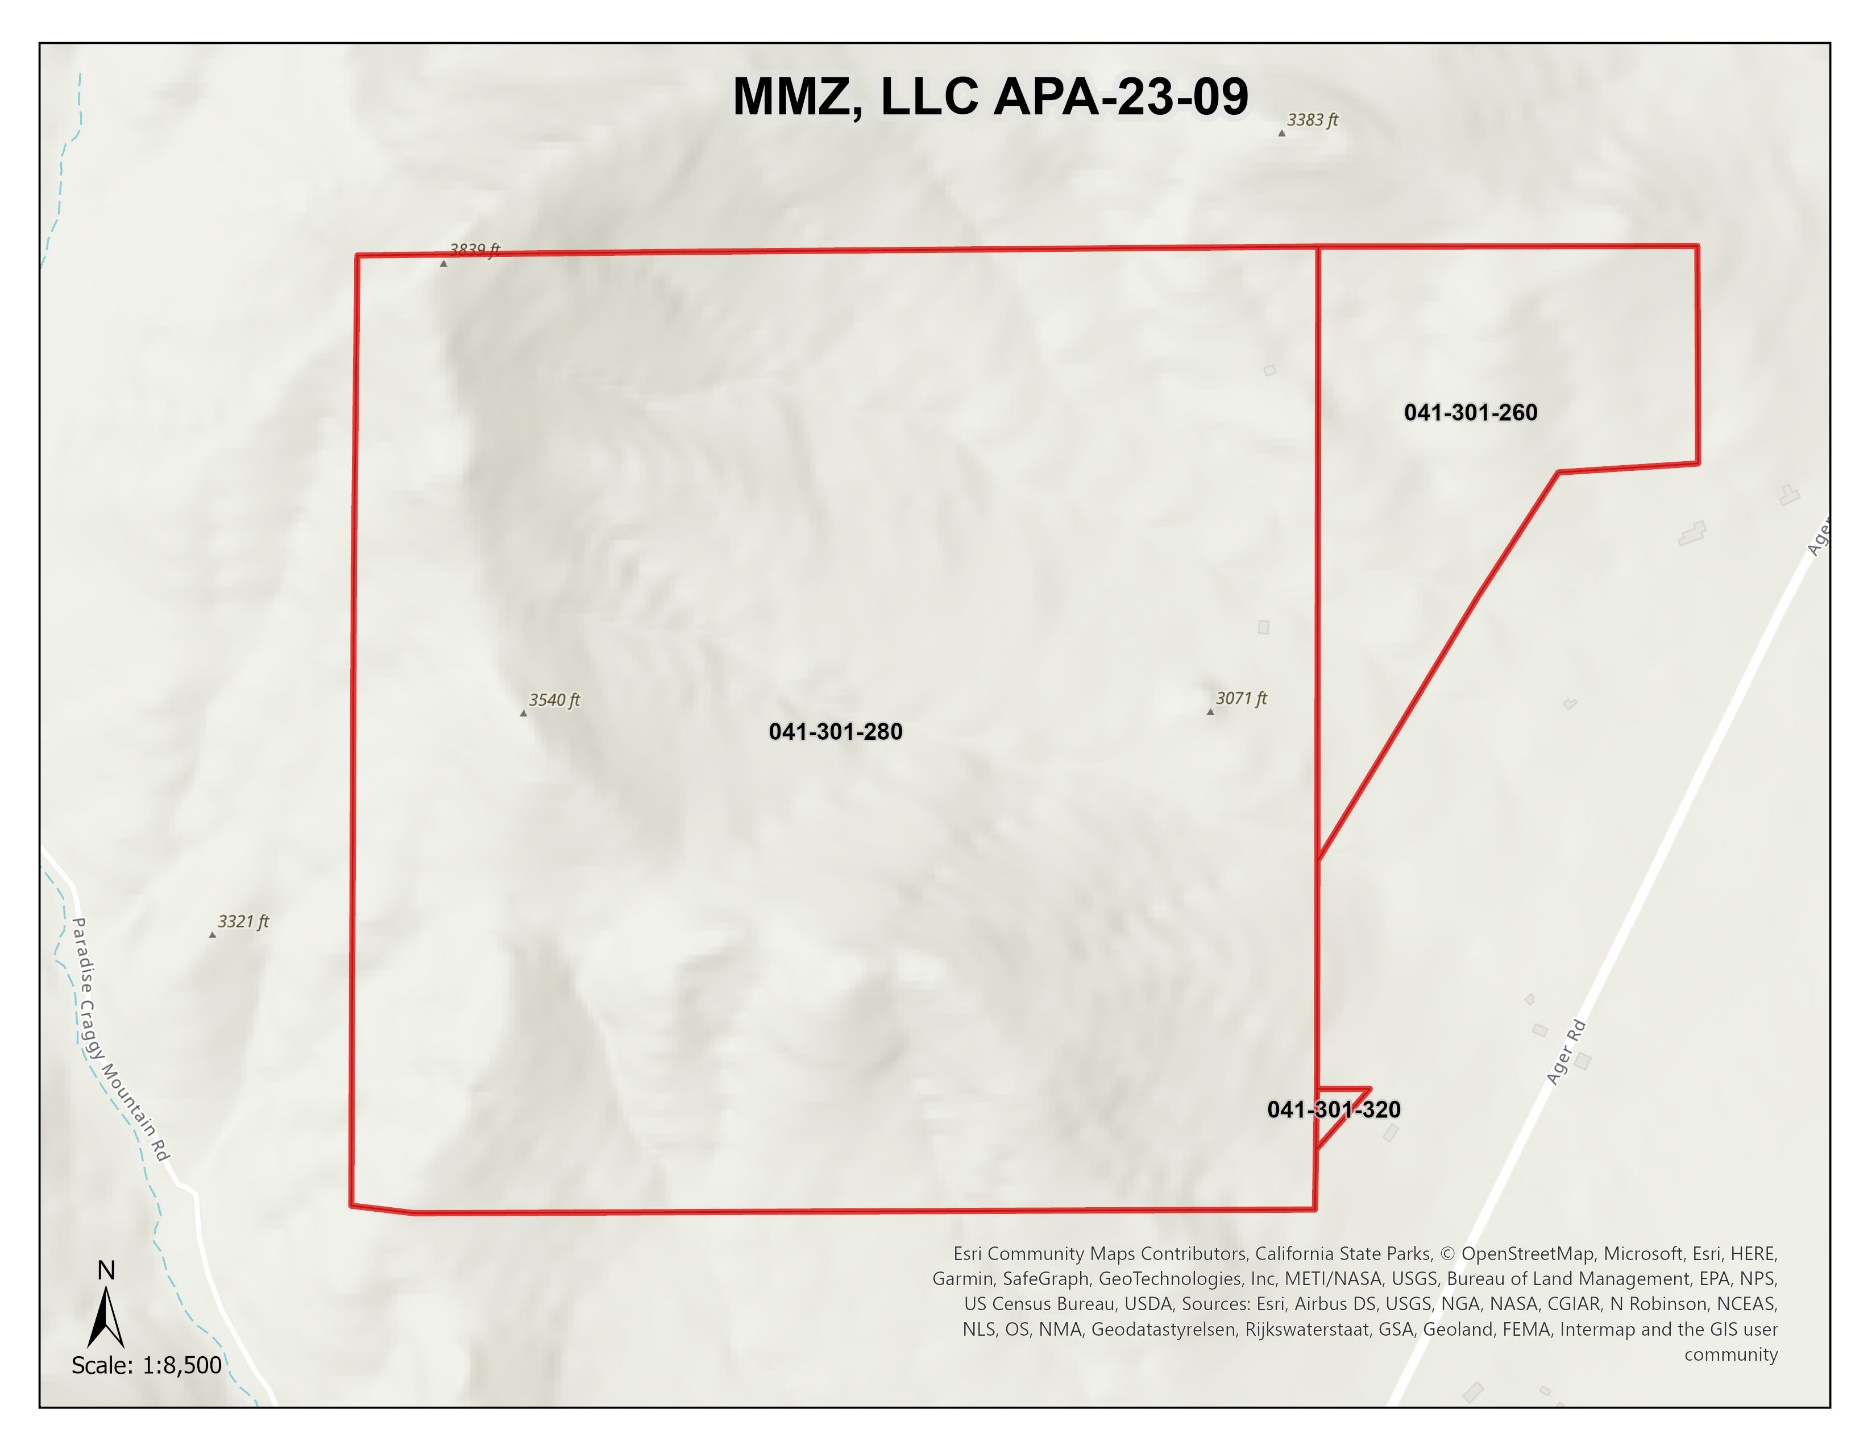 MMZ, LLC APA-23-09
3383 ft
3839 ft
041-301-260
Ager
3540 ft
3071 ft
041-301-280
3321 ft
Paradise Craggy Mountain Rd
Ager Rd
041-301-320
Esri Community Maps Contributors, California State Parks, © OpenStreetMap, Microsoft, Esri, HERE,
Garmin, SafeGraph, GeoTechnologies, Inc, METI/NASA, USGS, Bureau of Land Management, EPA, NPS,
US Census Bureau, USDA, Sources: Esri, Airbus DS, USGS, NGA, NASA, CGIAR, N Robinson, NCEAS,
NLS, OS, NMA, Geodatastyrelsen, Rijkswaterstaat, GSA, Geoland, FEMA, Intermap and the GIS user
community
N
Scale: 1:8,500